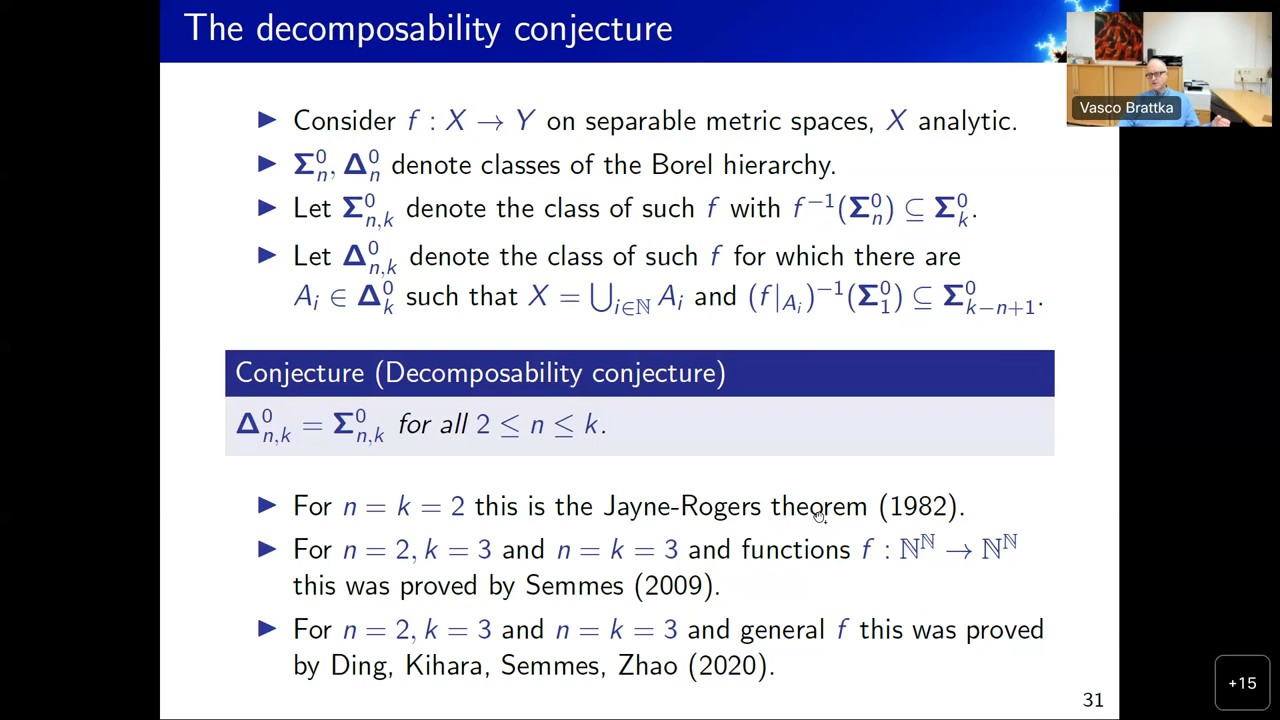 The decomposability conjecture
Vasco Brattka
▶ Consider f : X → Y on separable metric spaces, X analytic.
▶ Σ⁰ₙ, Δ⁰ₙ denote classes of the Borel hierarchy.
▶ Let Σ⁰ₙ,ₖ denote the class of such f with f⁻¹(Σ⁰ₙ) ⊆ Σ⁰ₖ.
▶ Let Δ⁰ₙ,ₖ denote the class of such f for which there are
Aᵢ ∈ Δ⁰ₖ such that X = ⋃ᵢ∈ℕ Aᵢ and (f|Aᵢ)⁻¹(Σ⁰₁) ⊆ Σ⁰ₖ₋ₙ₊₁.
Conjecture (Decomposability conjecture)
Δ⁰ₙ,ₖ = Σ⁰ₙ,ₖ for all 2 ≤ n ≤ k.
▶ For n = k = 2 this is the Jayne-Rogers theorem (1982).
▶ For n = 2, k = 3 and n = k = 3 and functions f : ℕ^ℕ → ℕ^ℕ
this was proved by Semmes (2009).
▶ For n = 2, k = 3 and n = k = 3 and general f this was proved
by Ding, Kihara, Semmes, Zhao (2020).
+15
31